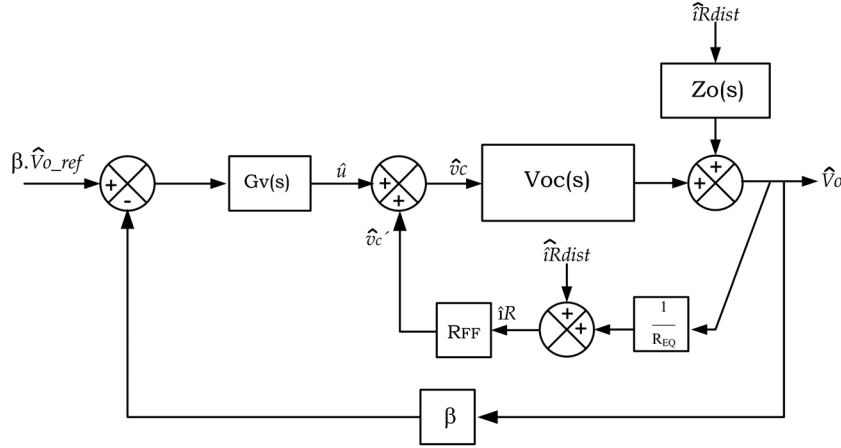 îRdist
Zo(s)
β.V̂o_ref
+
-
Gv(s)
û
+
+
v̂c
Voc(s)
+
+
V̂o
v̂c´
îRdist
RFF
îR
+
+
1
REQ
β